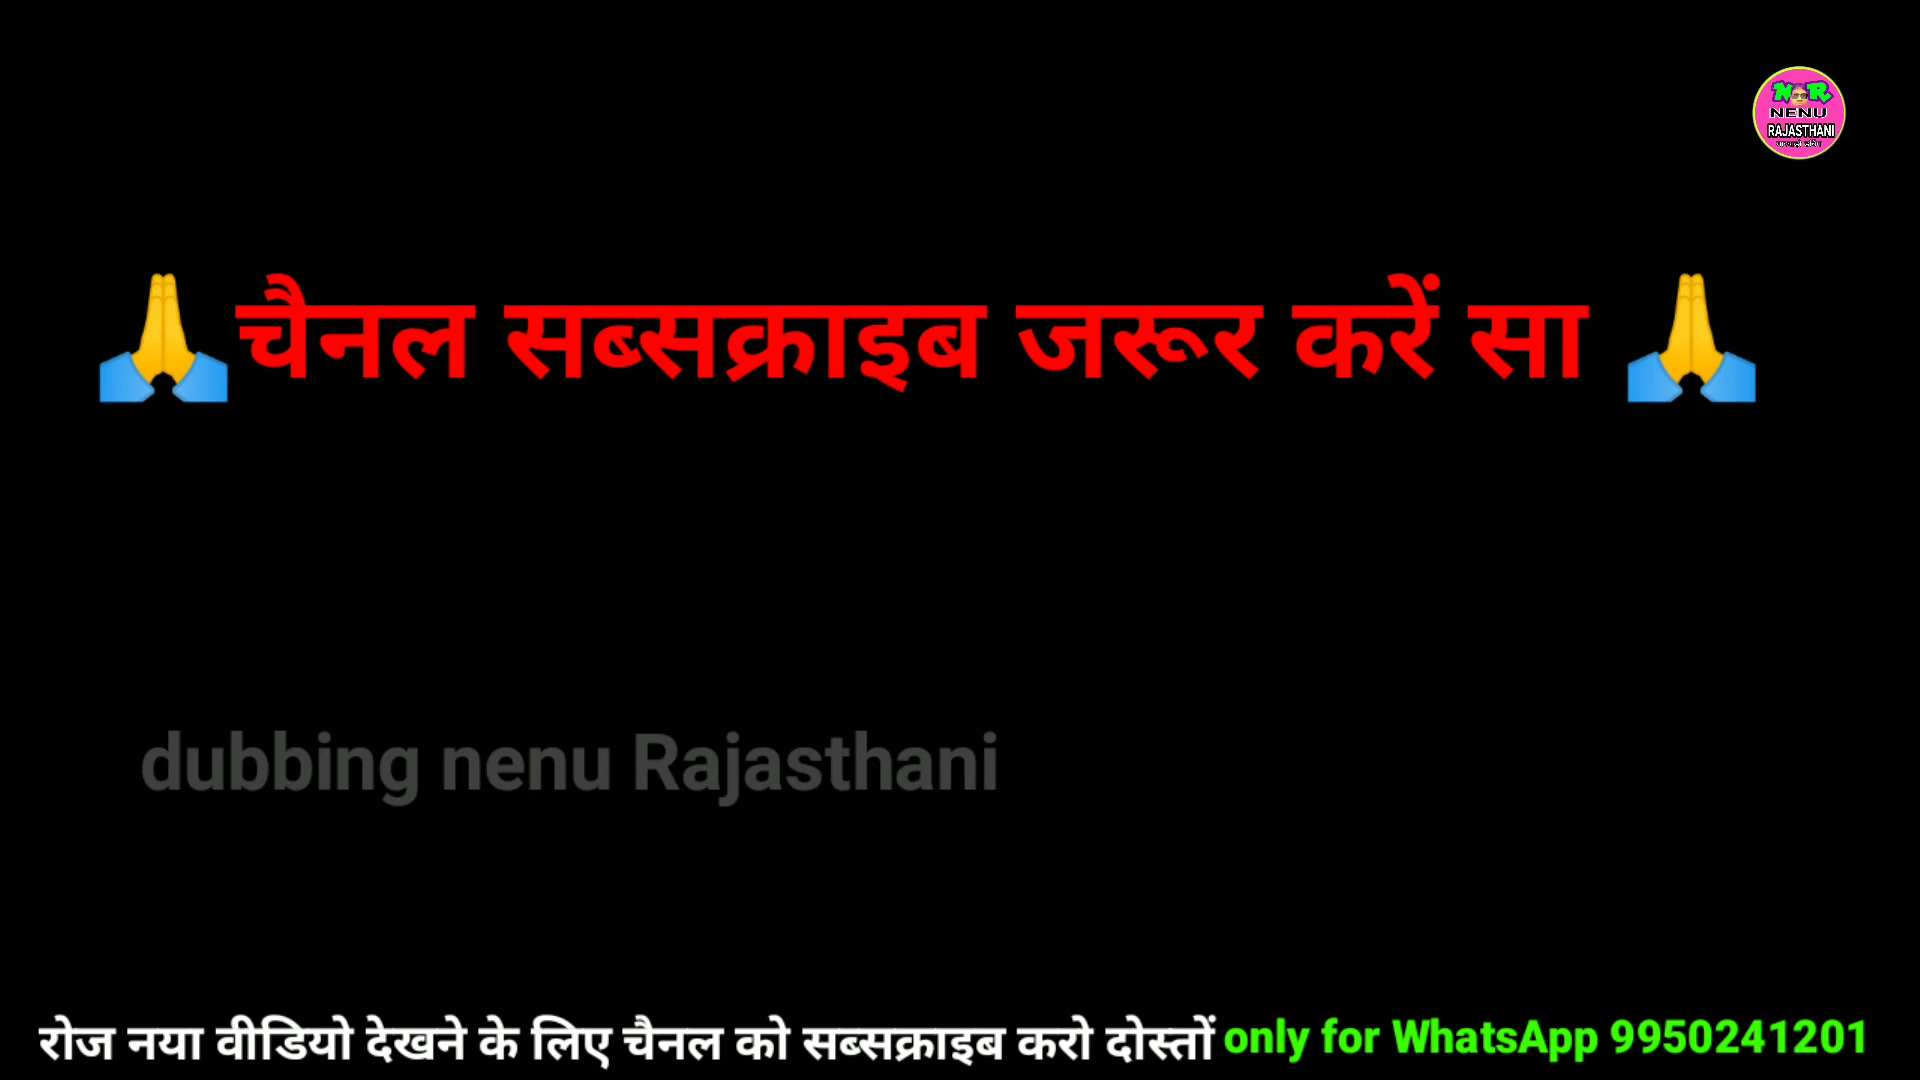 N R
NENU
RAJASTHANI
🙏चैनल सब्सक्राइब जरूर करें सा 🙏
dubbing nenu Rajasthani
रोज नया वीडियो देखने के लिए चैनल को सब्सक्राइब करो दोस्तों only for WhatsApp 9950241201